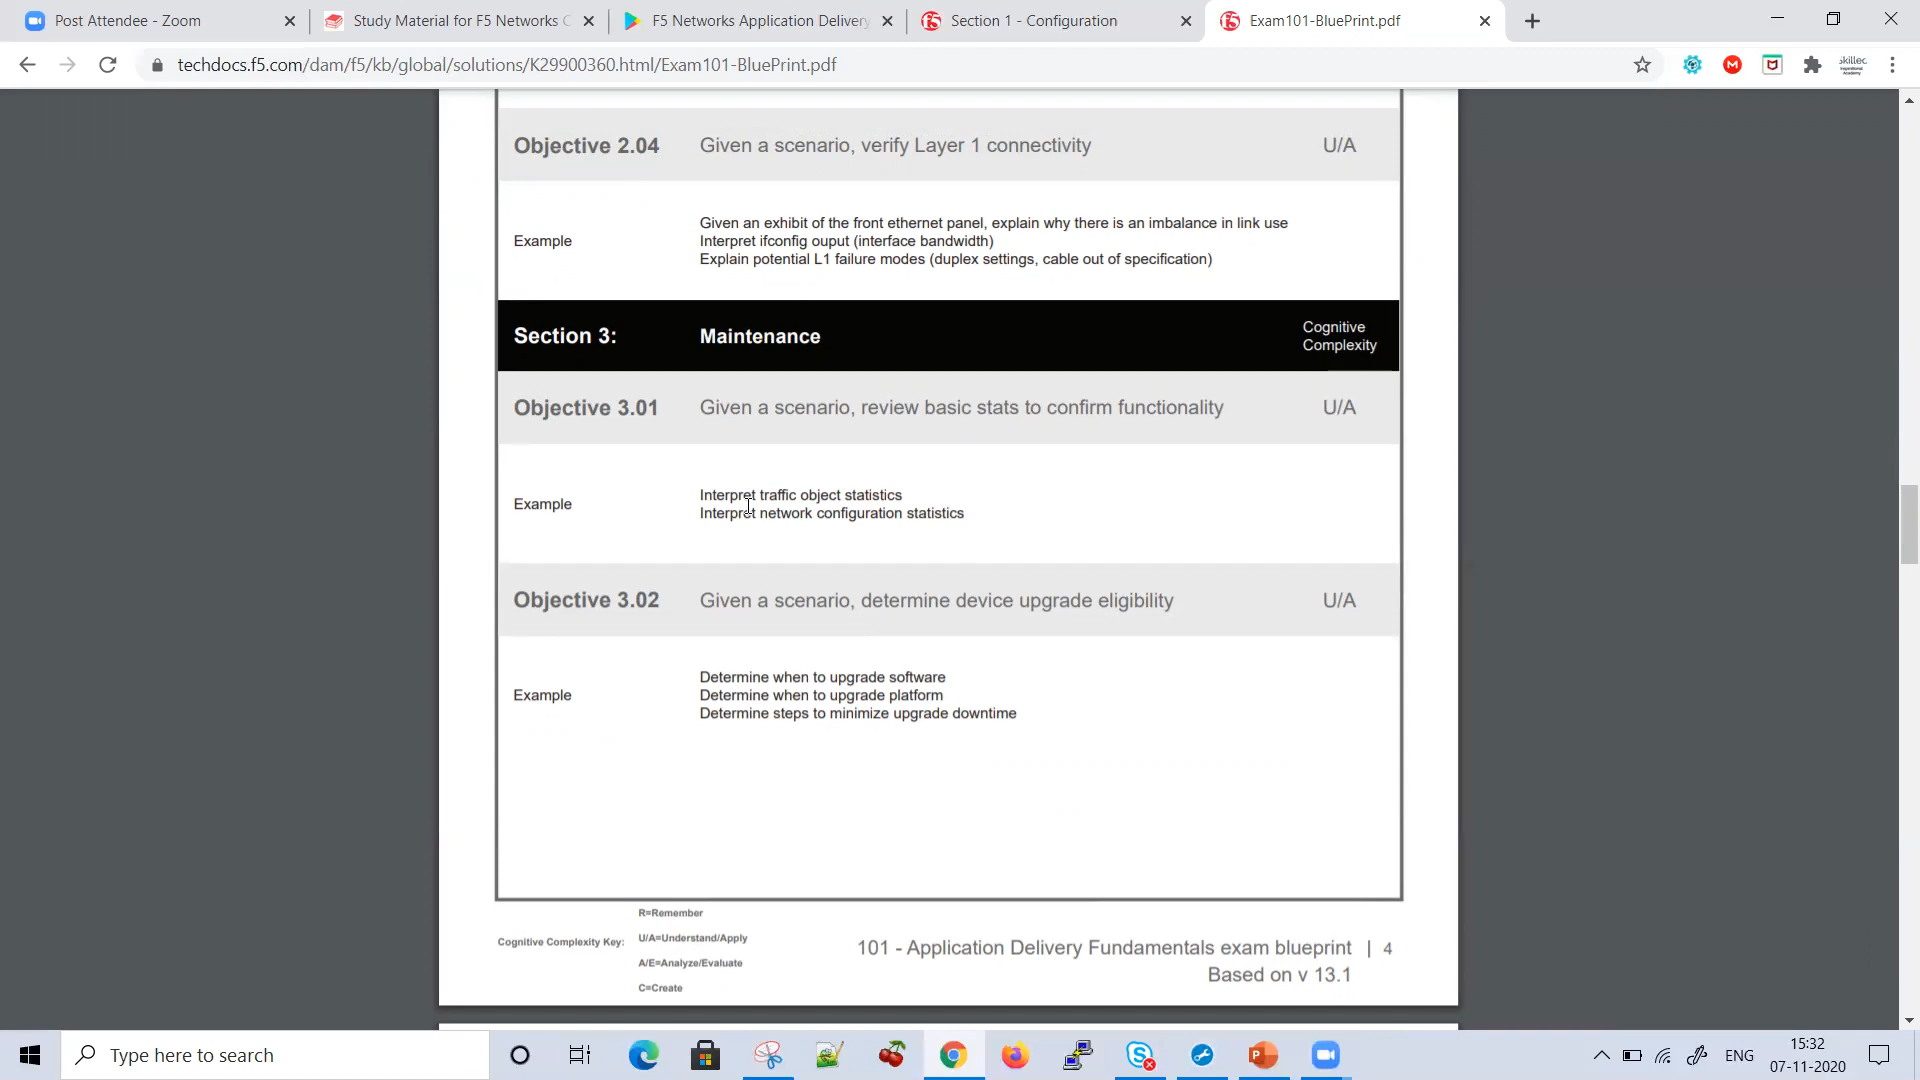 Post Attendee - Zoom
Study Material for F5 Networks C
F5 Networks Application Delivery
Section 1 - Configuration
Exam101-BluePrint.pdf
techdocs.f5.com/dam/f5/kb/global/solutions/K29900360.html/Exam101-BluePrint.pdf
Objective 2.04 Given a scenario, verify Layer 1 connectivity U/A
Given an exhibit of the front ethernet panel, explain why there is an imbalance in link use
Example Interpret ifconfig ouput (interface bandwidth)
Explain potential L1 failure modes (duplex settings, cable out of specification)
Section 3: Maintenance Cognitive
Complexity
Objective 3.01 Given a scenario, review basic stats to confirm functionality U/A
Example
Interpret traffic object statistics
Interpret network configuration statistics
Objective 3.02 Given a scenario, determine device upgrade eligibility U/A
Determine when to upgrade software
Example Determine when to upgrade platform
Determine steps to minimize upgrade downtime
R=Remember
Cognitive Complexity Key: U/A=Understand/Apply
A/E=Analyze/Evaluate
C=Create
101 - Application Delivery Fundamentals exam blueprint | 4
Based on v 13.1
Type here to search
ENG
15:32
07-11-2020